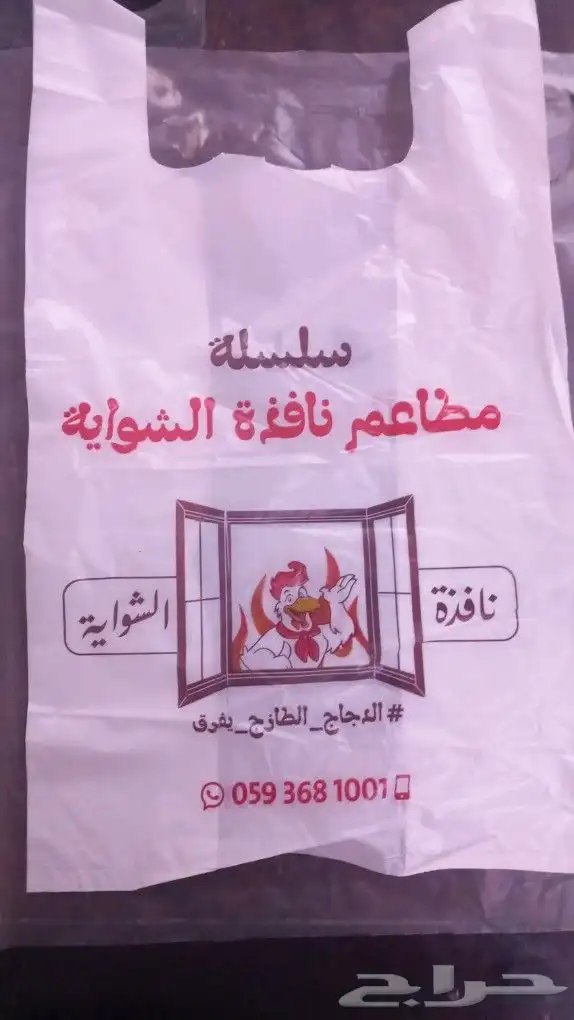 سلسلة
مطاعم نافذة الشواية
نافذة
الشواية
#الدجاج_الطازج_يفرق
059 368 1001
حراج